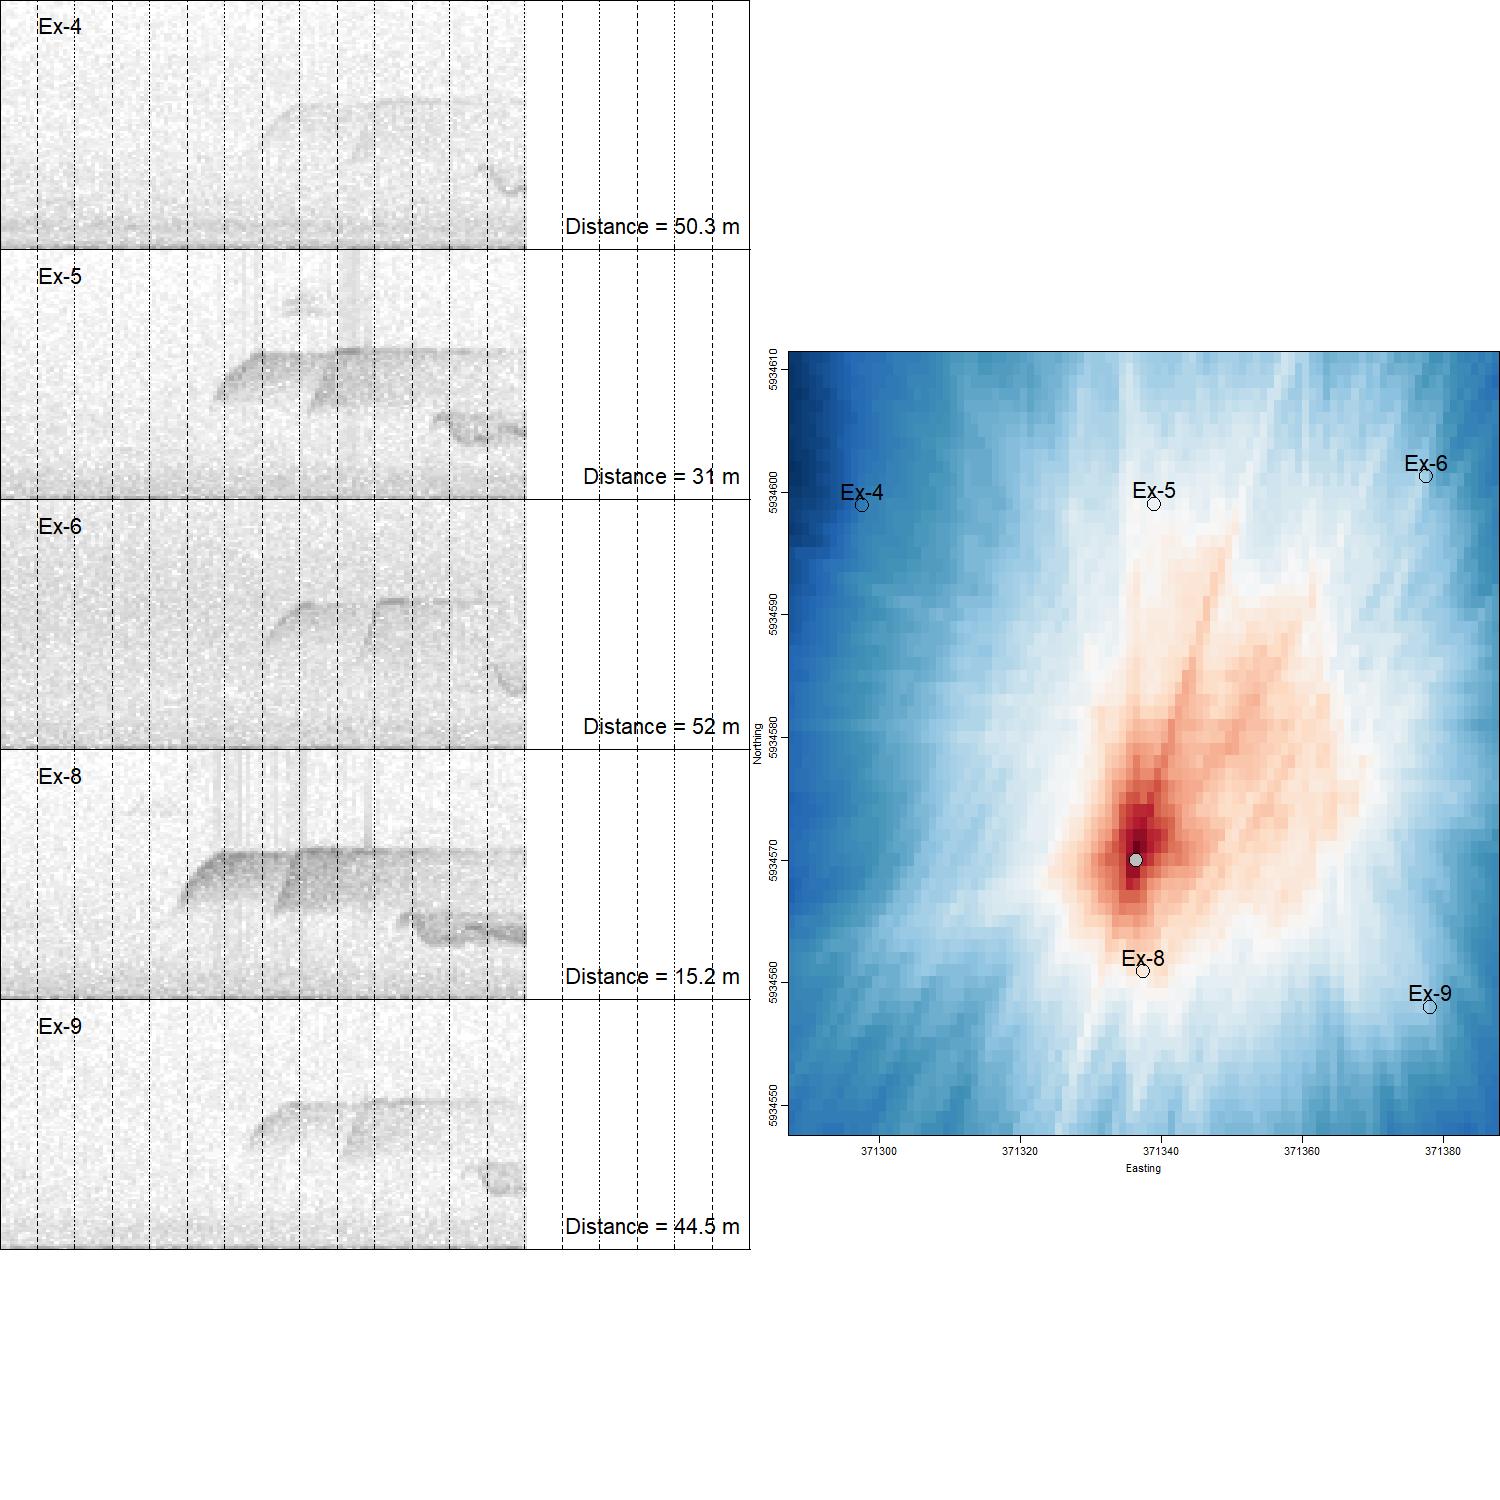 Ex-4
Distance = 50.3 m
Ex-5
Distance = 31 m
Ex-6
Distance = 52 m
Ex-8
Distance = 15.2 m
Ex-9
Distance = 44.5 m
Northing
5934610
5934600
5934590
5934580
5934570
5934560
5934550
Ex-4
Ex-5
Ex-6
Ex-8
Ex-9
371300
371320
371340
371360
371380
Easting